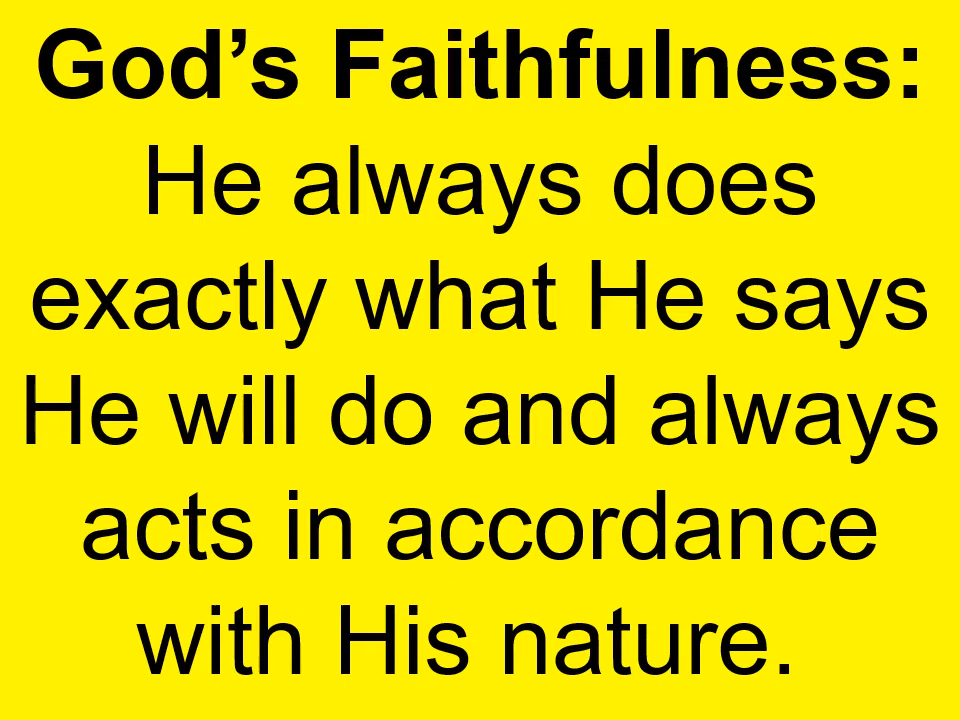 God’s Faithfulness:
He always does
exactly what He says
He will do and always
acts in accordance
with His nature.